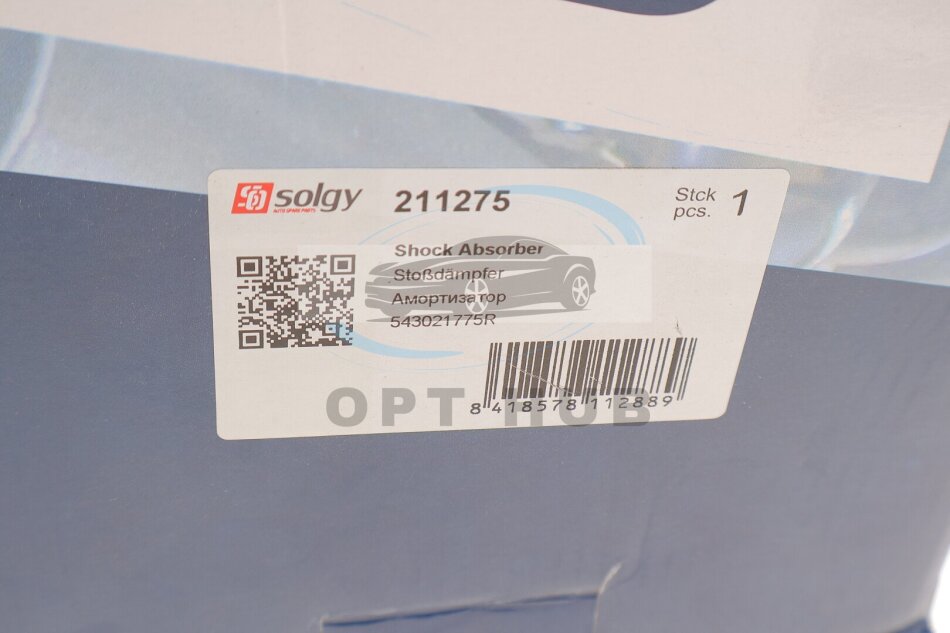 solgy 211275 Stck 1
AUTO SPARE PARTS pcs.
Shock Absorber
Stoßdämpfer
Амортизатор
543021775R
8 418578 112889
OPT HUB